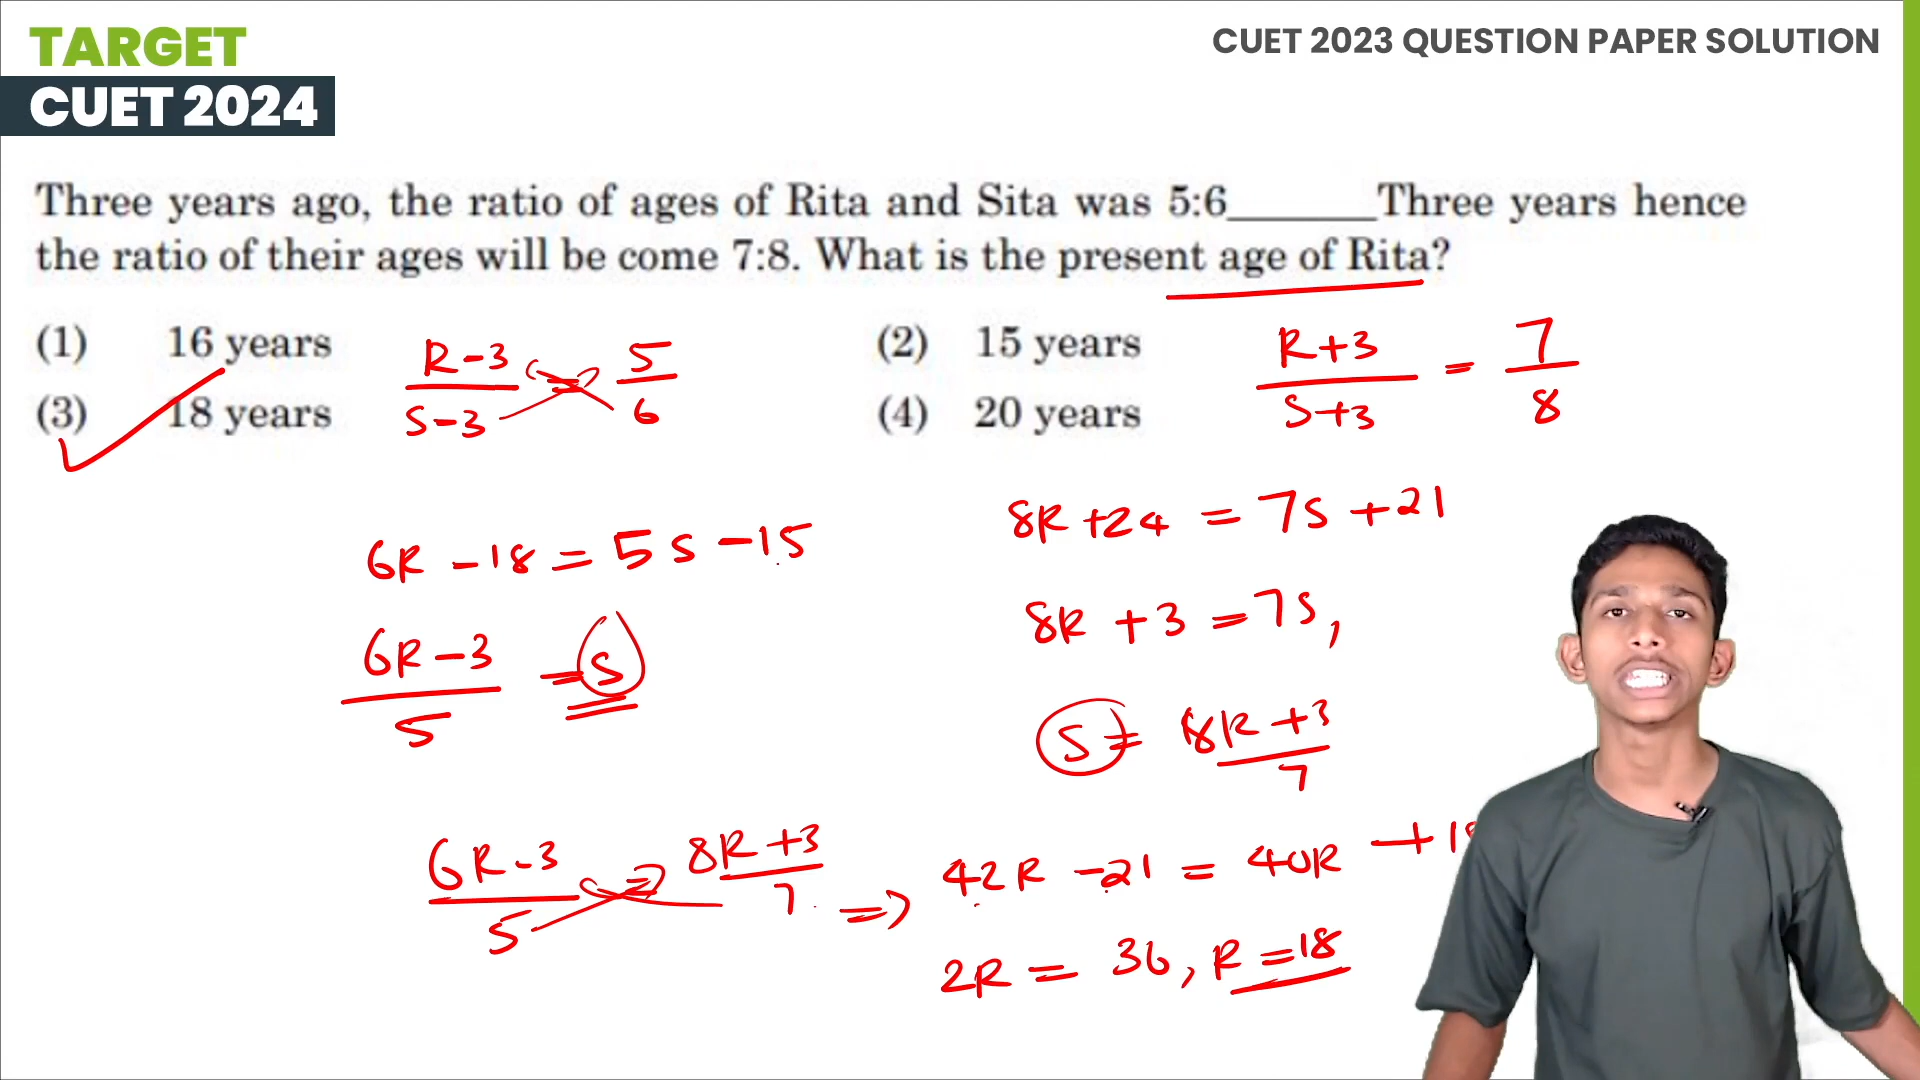 TARGET
CUET 2024
CUET 2023 QUESTION PAPER SOLUTION
Three years ago, the ratio of ages of Rita and Sita was 5:6______Three years hence
the ratio of their ages will be come 7:8. What is the present age of Rita?
(1) 16 years
(2) 15 years
(3) 18 years
(4) 20 years
R-3/S-3 = 5/6
R+3/S+3 = 7/8
6R - 18 = 5S - 15
6R-3/5 = S
8R + 24 = 7S + 21
8R + 3 = 7S,
S = 8R+3/7
6R-3/5 = 8R+3/7 =>
42R - 21 = 40R +
2R = 36, R = 18